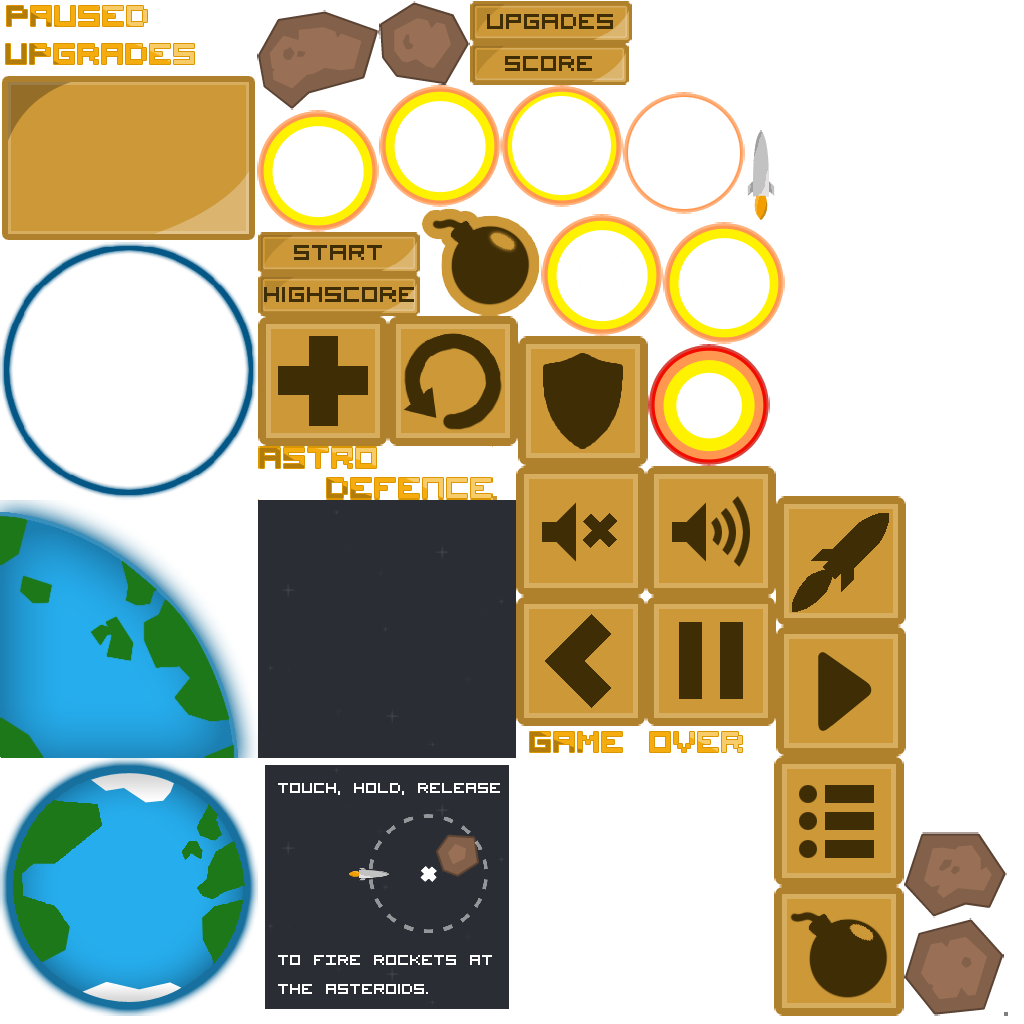 PAUSED
UPGRADES
UPGADES
SCORE
START
HIGHSCORE
ASTRO
DEFENCE
GAME OVER
TOUCH, HOLD, RELEASE
TO FIRE ROCKETS AT
THE ASTEROIDS.